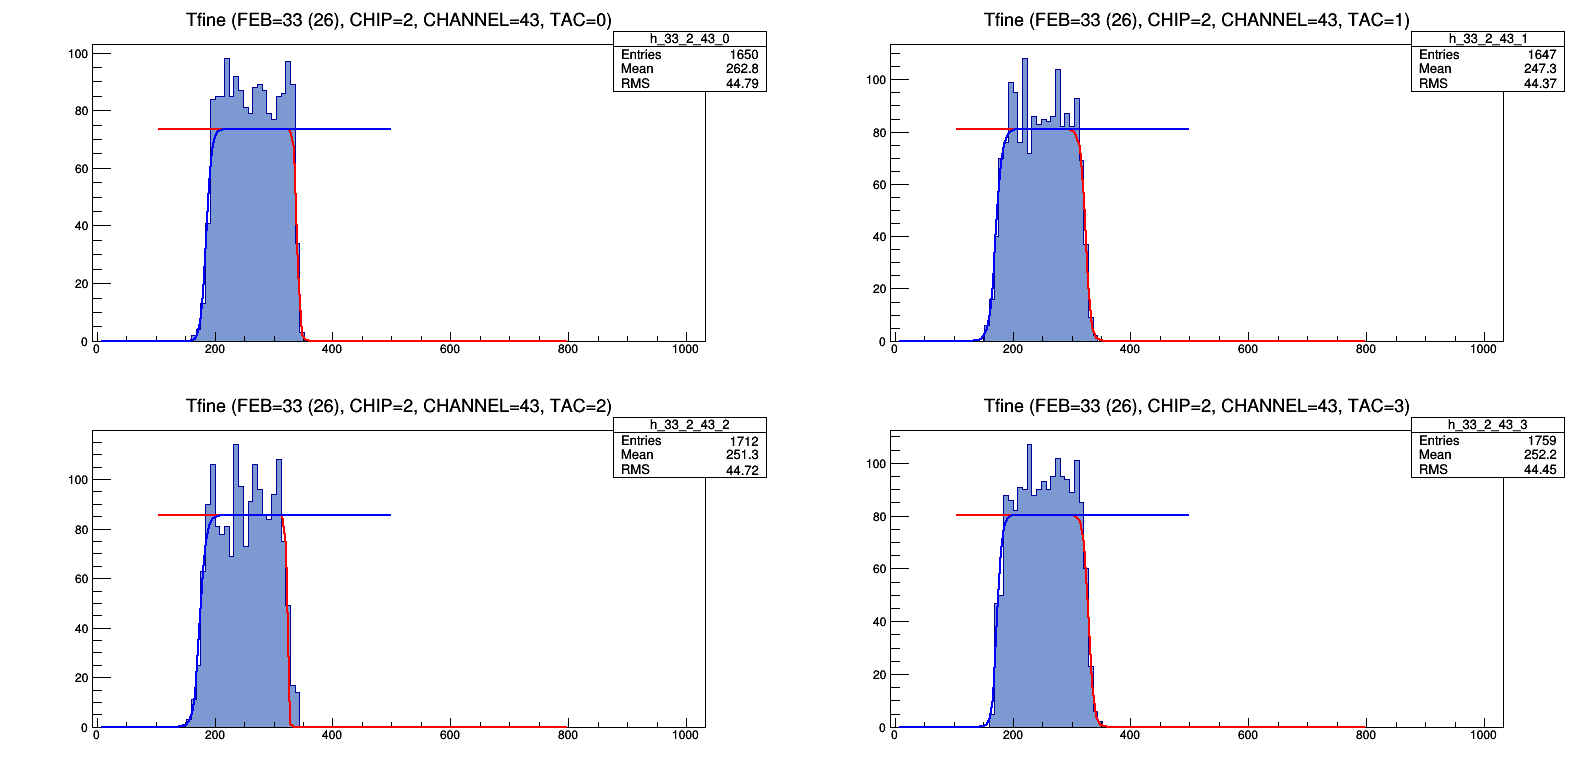 Tfine (FEB=33 (26), CHIP=2, CHANNEL=43, TAC=0)
h_33_2_43_0
Entries 1650
Mean 262.8
RMS 44.79
100
80
60
40
20
0
0 200 400 600 800 1000
Tfine (FEB=33 (26), CHIP=2, CHANNEL=43, TAC=1)
h_33_2_43_1
Entries 1647
Mean 247.3
RMS 44.37
100
80
60
40
20
0
0 200 400 600 800 1000
Tfine (FEB=33 (26), CHIP=2, CHANNEL=43, TAC=2)
h_33_2_43_2
Entries 1712
Mean 251.3
RMS 44.72
100
80
60
40
20
0
0 200 400 600 800 1000
Tfine (FEB=33 (26), CHIP=2, CHANNEL=43, TAC=3)
h_33_2_43_3
Entries 1759
Mean 252.2
RMS 44.45
100
80
60
40
20
0
0 200 400 600 800 1000